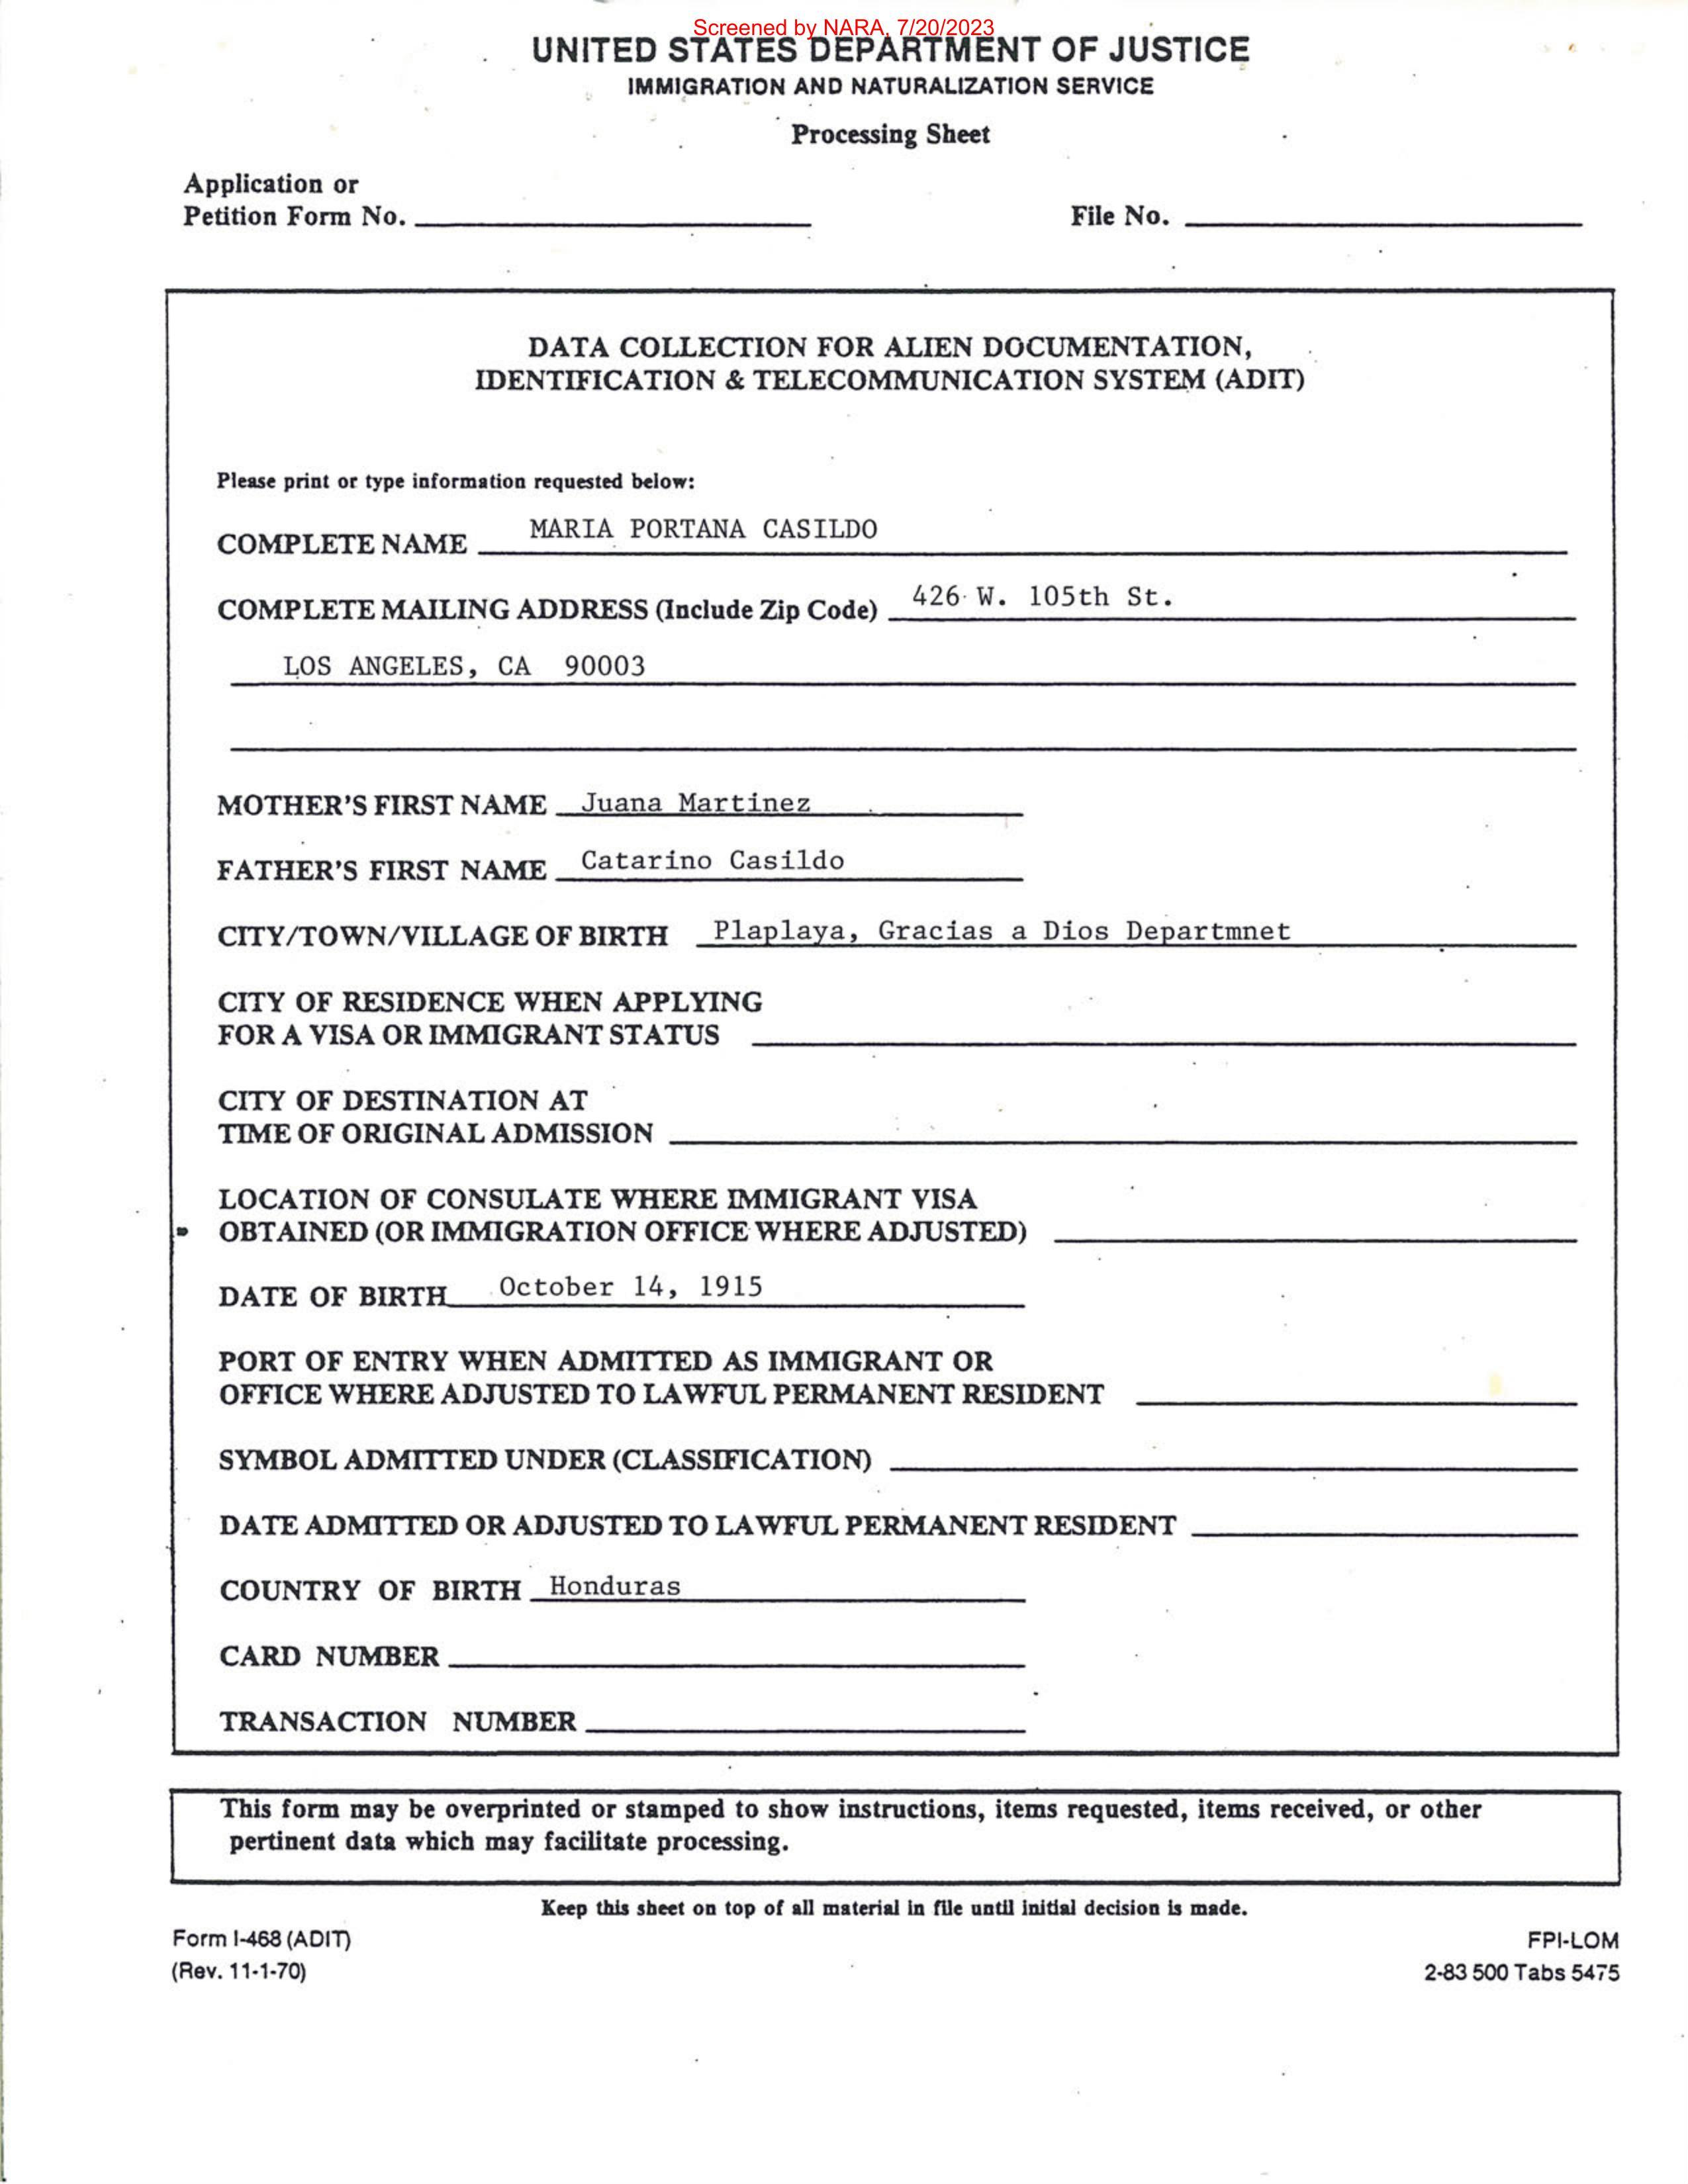 Screened by NARA, 7/20/2023
UNITED STATES DEPARTMENT OF JUSTICE
IMMIGRATION AND NATURALIZATION SERVICE
Processing Sheet
Application or
Petition Form No.
File No.
DATA COLLECTION FOR ALIEN DOCUMENTATION,
IDENTIFICATION & TELECOMMUNICATION SYSTEM (ADIT)
Please print or type information requested below:
COMPLETE NAME MARIA PORTANA CASILDO
COMPLETE MAILING ADDRESS (Include Zip Code) 426 W. 105th St.
LOS ANGELES, CA 90003
MOTHER'S FIRST NAME Juana Martinez
FATHER'S FIRST NAME Catarino Casildo
CITY/TOWN/VILLAGE OF BIRTH Plaplaya, Gracias a Dios Departmnet
CITY OF RESIDENCE WHEN APPLYING
FOR A VISA OR IMMIGRANT STATUS
CITY OF DESTINATION AT
TIME OF ORIGINAL ADMISSION
LOCATION OF CONSULATE WHERE IMMIGRANT VISA
OBTAINED (OR IMMIGRATION OFFICE WHERE ADJUSTED)
DATE OF BIRTH October 14, 1915
PORT OF ENTRY WHEN ADMITTED AS IMMIGRANT OR
OFFICE WHERE ADJUSTED TO LAWFUL PERMANENT RESIDENT
SYMBOL ADMITTED UNDER (CLASSIFICATION)
DATE ADMITTED OR ADJUSTED TO LAWFUL PERMANENT RESIDENT
COUNTRY OF BIRTH Honduras
CARD NUMBER
TRANSACTION NUMBER
This form may be overprinted or stamped to show instructions, items requested, items received, or other
pertinent data which may facilitate processing.
Keep this sheet on top of all material in file until initial decision is made.
Form I-468 (ADIT)
(Rev. 11-1-70)
FPI-LOM
2-83 500 Tabs 5475